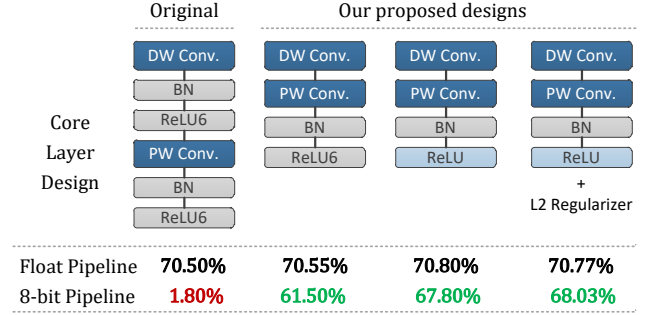 Original Our proposed designs
DW Conv. DW Conv. DW Conv. DW Conv.
BN PW Conv. PW Conv. PW Conv.
ReLU6 BN BN BN
PW Conv. ReLU6 ReLU ReLU
BN +
ReLU6 L2 Regularizer
Core
Layer
Design
Float Pipeline 70.50% 70.55% 70.80% 70.77%
8-bit Pipeline 1.80% 61.50% 67.80% 68.03%